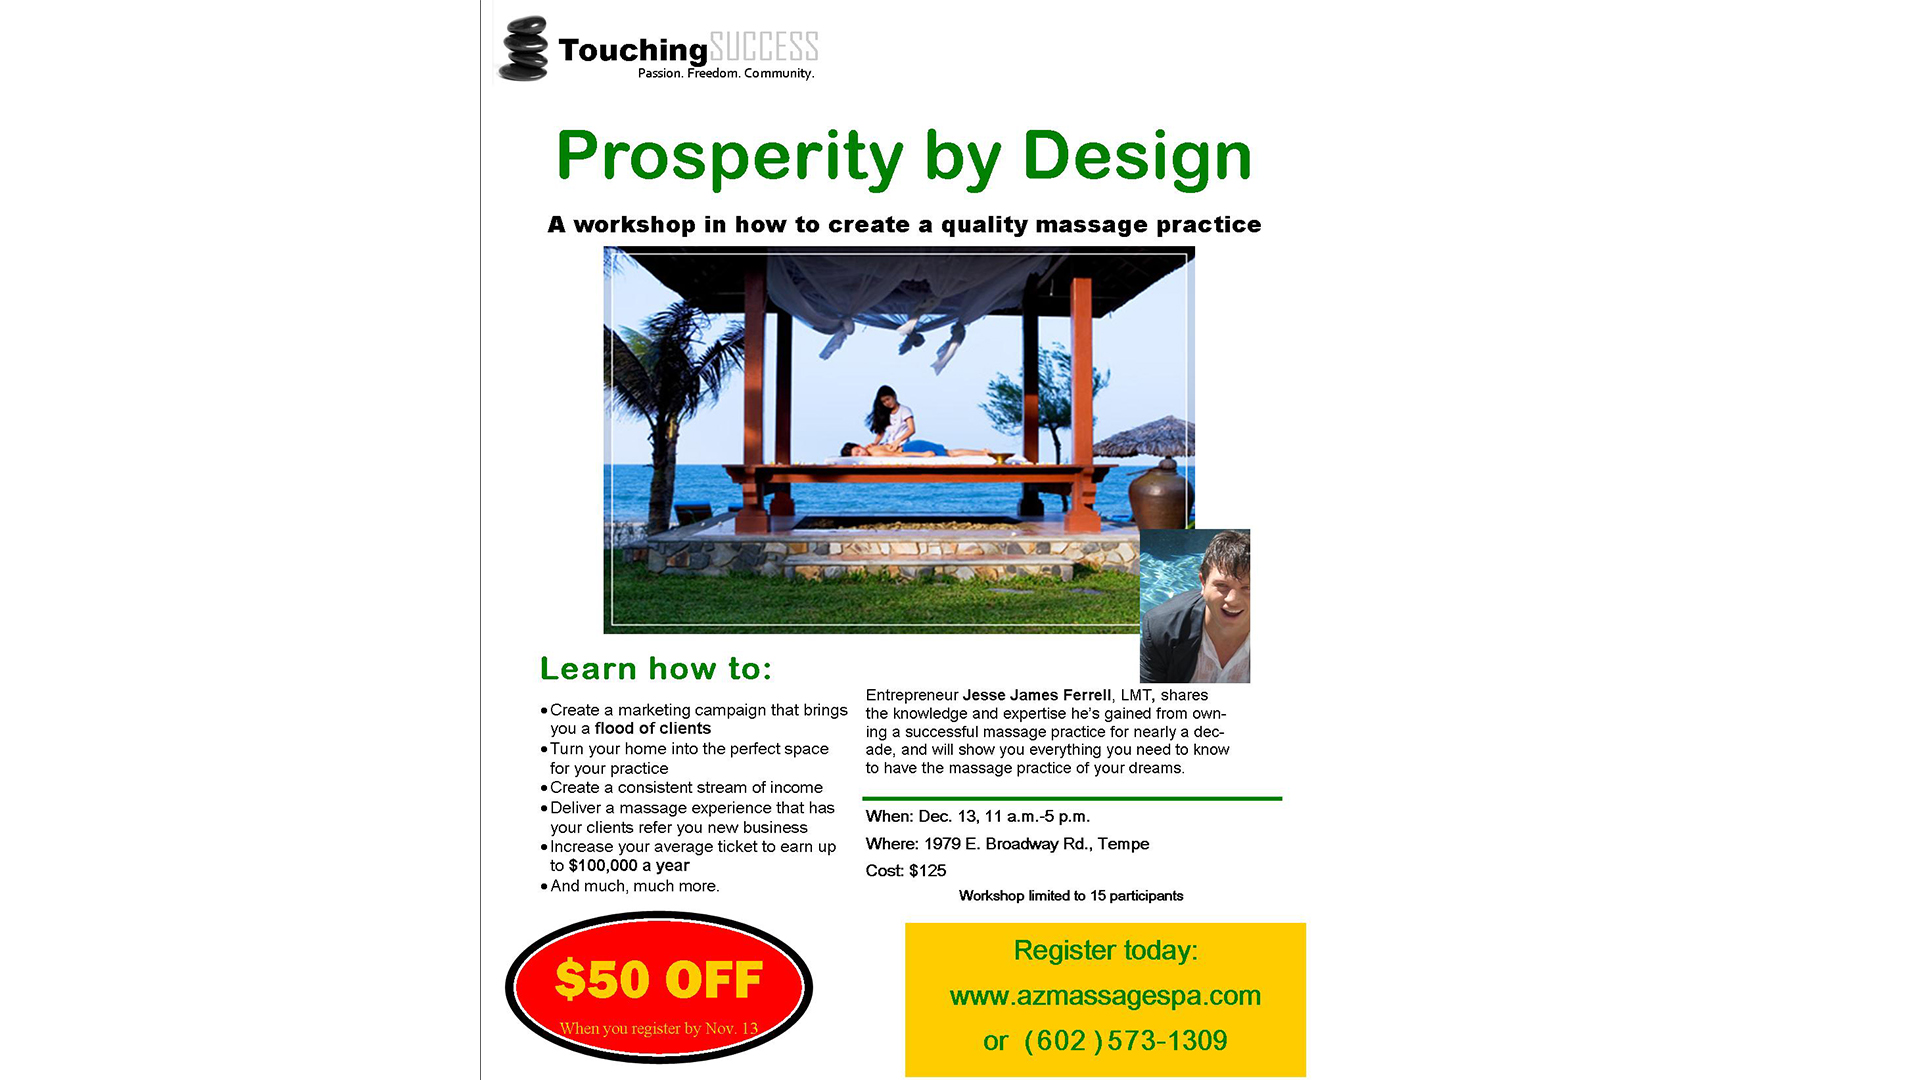 TouchingSUCCESS
Passion. Freedom. Community.
Prosperity by Design
A workshop in how to create a quality massage practice
Learn how to:
•Create a marketing campaign that brings
you a flood of clients
•Turn your home into the perfect space
for your practice
•Create a consistent stream of income
•Deliver a massage experience that has
your clients refer you new business
•Increase your average ticket to earn up
to $100,000 a year
•And much, much more.
Entrepreneur Jesse James Ferrell, LMT, shares
the knowledge and expertise he's gained from own-
ing a successful massage practice for nearly a dec-
ade, and will show you everything you need to know
to have the massage practice of your dreams.
When: Dec. 13, 11 a.m.-5 p.m.
Where: 1979 E. Broadway Rd., Tempe
Cost: $125
Workshop limited to 15 participants
$50 OFF
When you register by Nov. 13
Register today:
www.azmassagespa.com
or (602 ) 573-1309